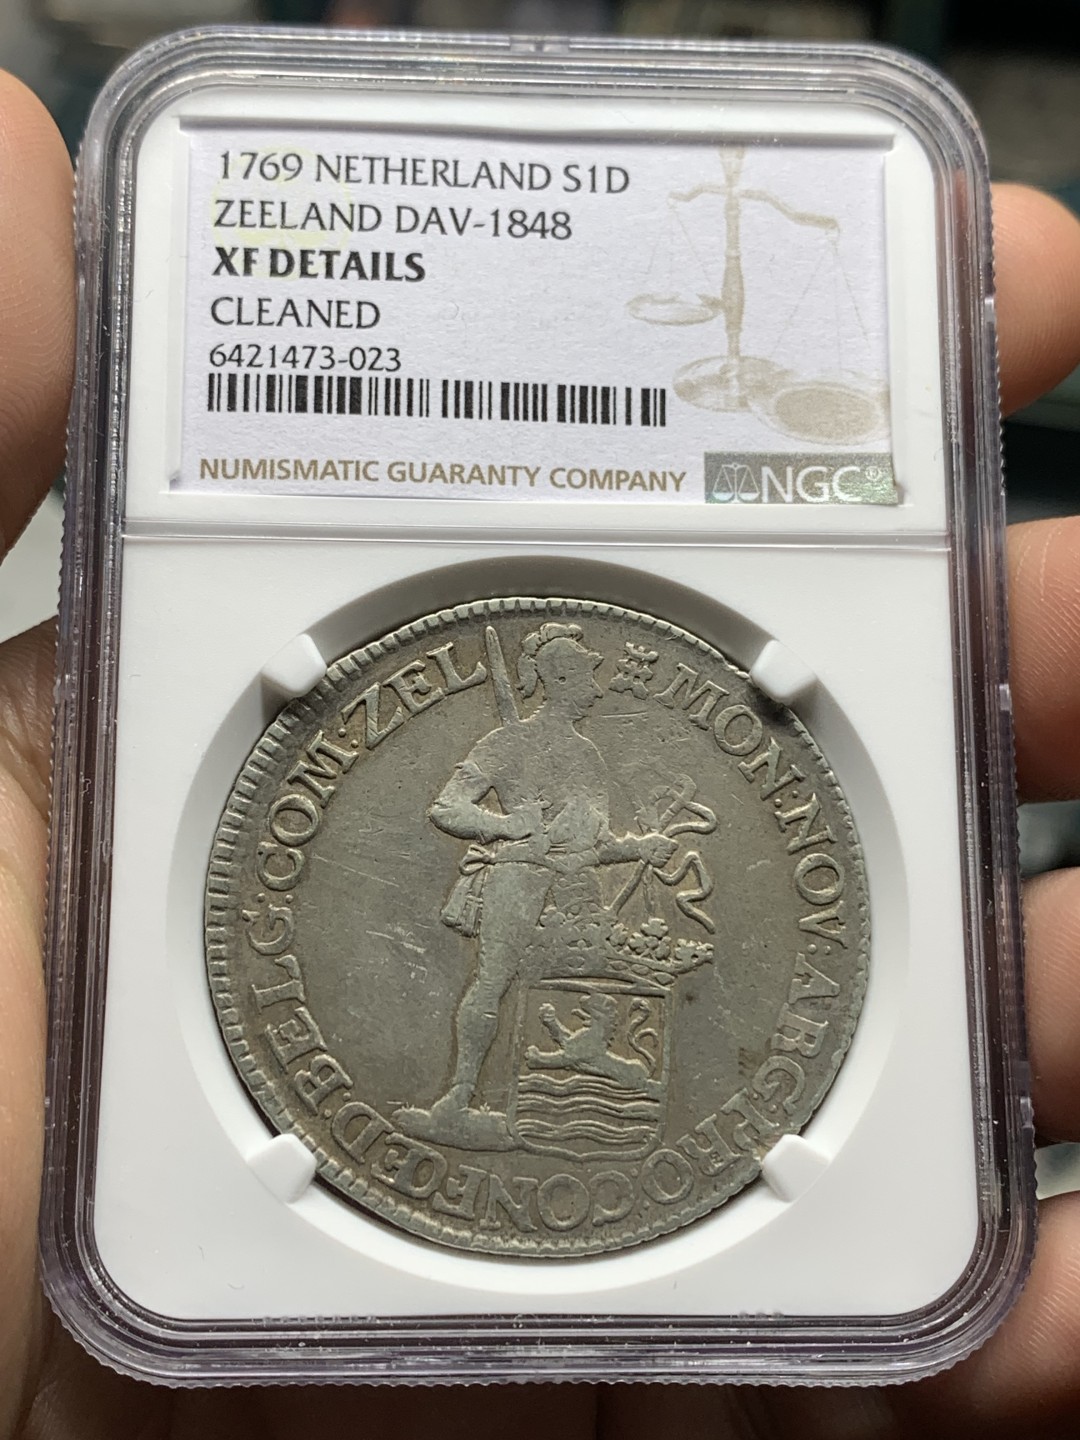 1769 NETHERLAND S1D
ZEELAND DAV-1848
XF DETAILS
CLEANED
6421473-023
NUMISMATIC GUARANTY COMPANY
NGC®
MON:NOV:ARG:PRO:CONFŒD:BELG:COM:ZEL